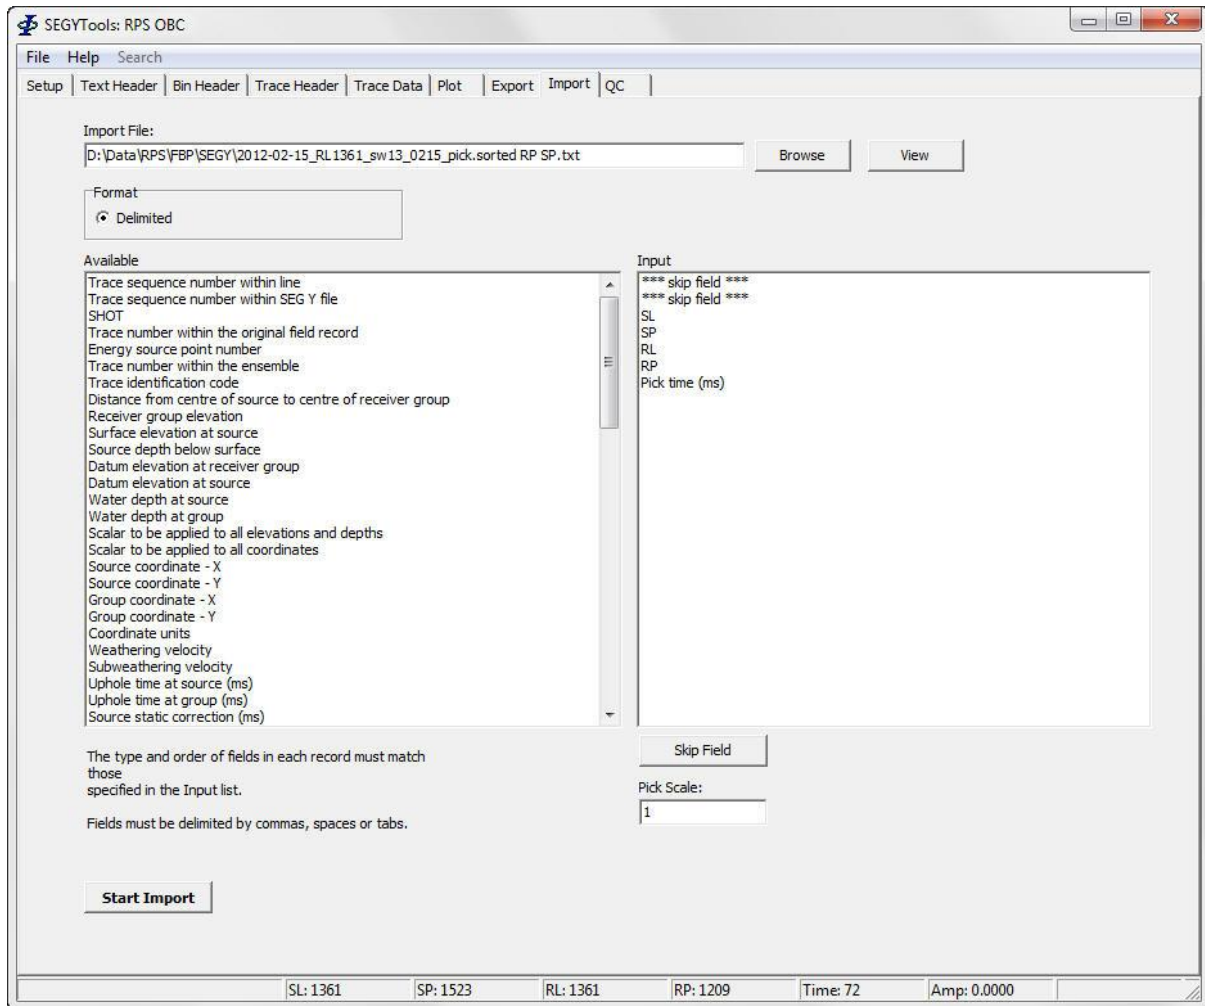 SEGYTools: RPS OBC
File Help Search
Setup Text Header Bin Header Trace Header Trace Data Plot Export Import QC
Import File:
D:\Data\RPS\FBP\SEGY\2012-02-15_RL1361_sw13_0215_pick.sorted RP SP.txt
Browse View
Format
Delimited
Available
Trace sequence number within line
Trace sequence number within SEG Y file
SHOT
Trace number within the original field record
Energy source point number
Trace number within the ensemble
Trace identification code
Distance from centre of source to centre of receiver group
Receiver group elevation
Surface elevation at source
Source depth below surface
Datum elevation at receiver group
Datum elevation at source
Water depth at source
Water depth at group
Scalar to be applied to all elevations and depths
Scalar to be applied to all coordinates
Source coordinate - X
Source coordinate - Y
Group coordinate - X
Group coordinate - Y
Coordinate units
Weathering velocity
Subweathering velocity
Uphole time at source (ms)
Uphole time at group (ms)
Source static correction (ms)
Input
*** skip field ***
*** skip field ***
SL
SP
RL
RP
Pick time (ms)
The type and order of fields in each record must match
those
specified in the Input list.
Fields must be delimited by commas, spaces or tabs.
Skip Field
Pick Scale:
1
Start Import
SL: 1361 SP: 1523 RL: 1361 RP: 1209 Time: 72 Amp: 0.0000